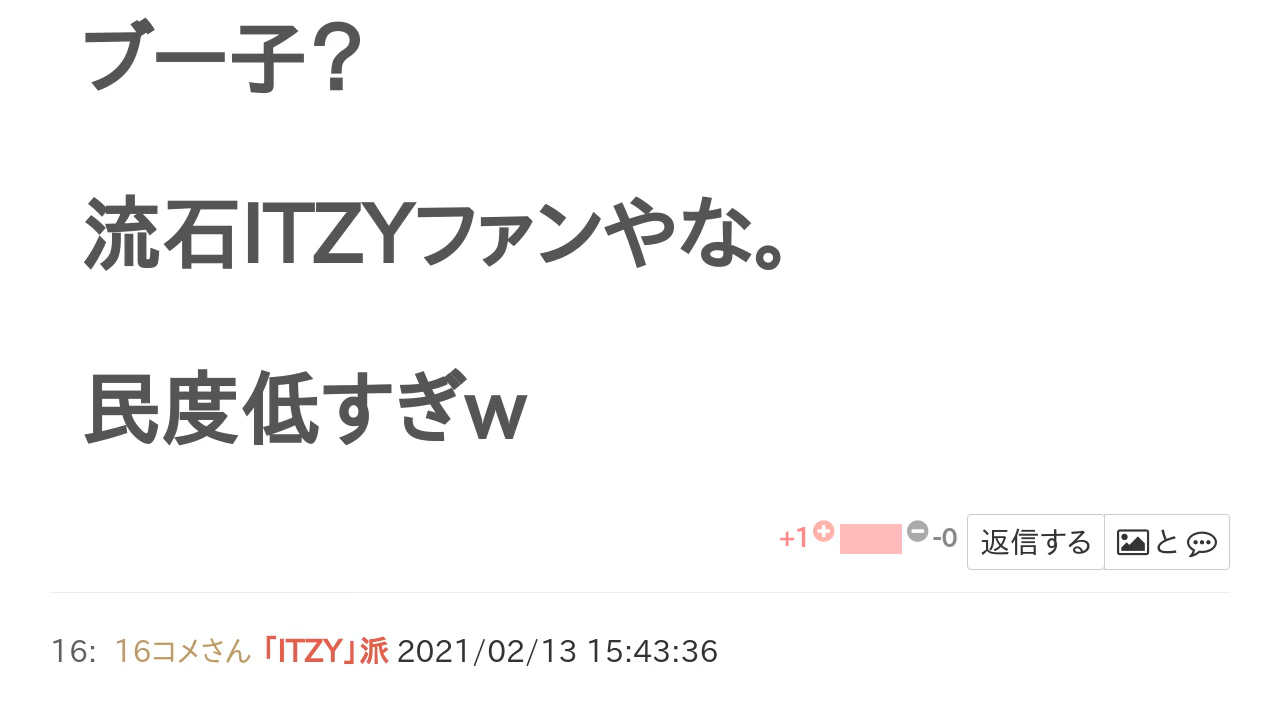 ブー子？
流石ITZYファンやな。
民度低すぎw
+1 -0 返信する と
16: 16コメさん 「ITZY」派 2021/02/13 15:43:36